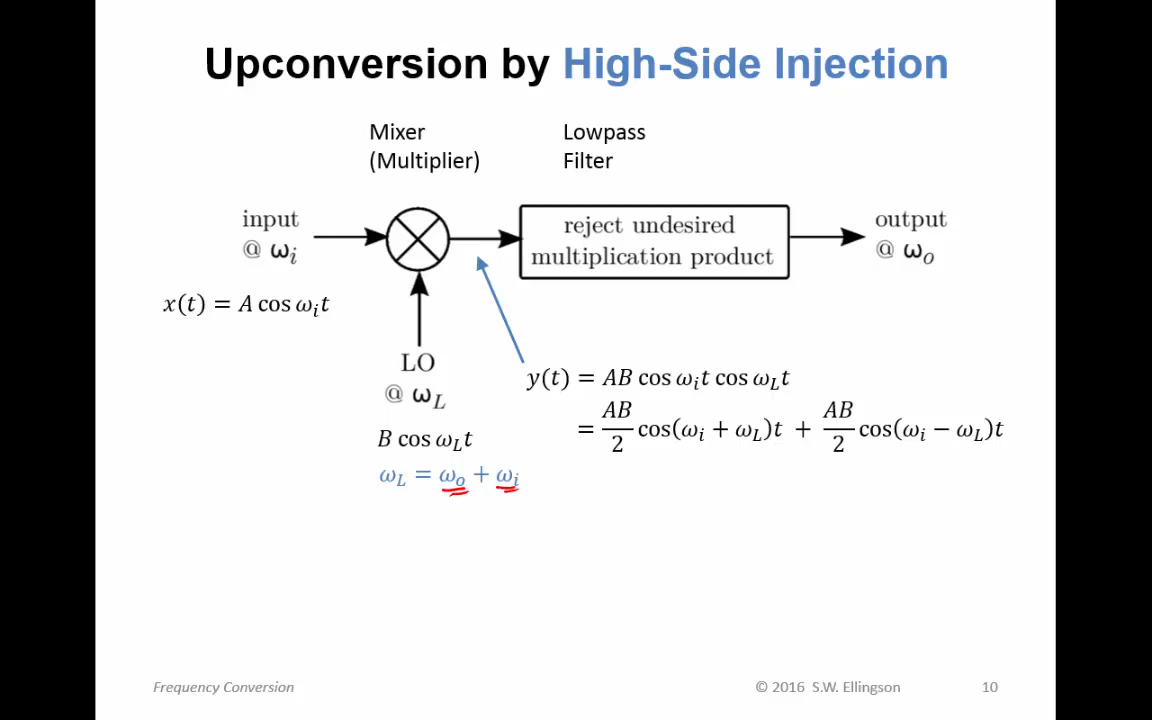 Upconversion by High-Side Injection
Mixer
(Multiplier)
Lowpass
Filter
input
@ ωi
reject undesired
multiplication product
output
@ ωo
x(t) = A cos ωit
LO
@ ωL
B cos ωLt
ωL = ωo + ωi
y(t) = AB cos ωit cos ωLt
= AB/2 cos(ωi + ωL)t + AB/2 cos(ωi − ωL)t
Frequency Conversion
© 2016 S.W. Ellingson
10